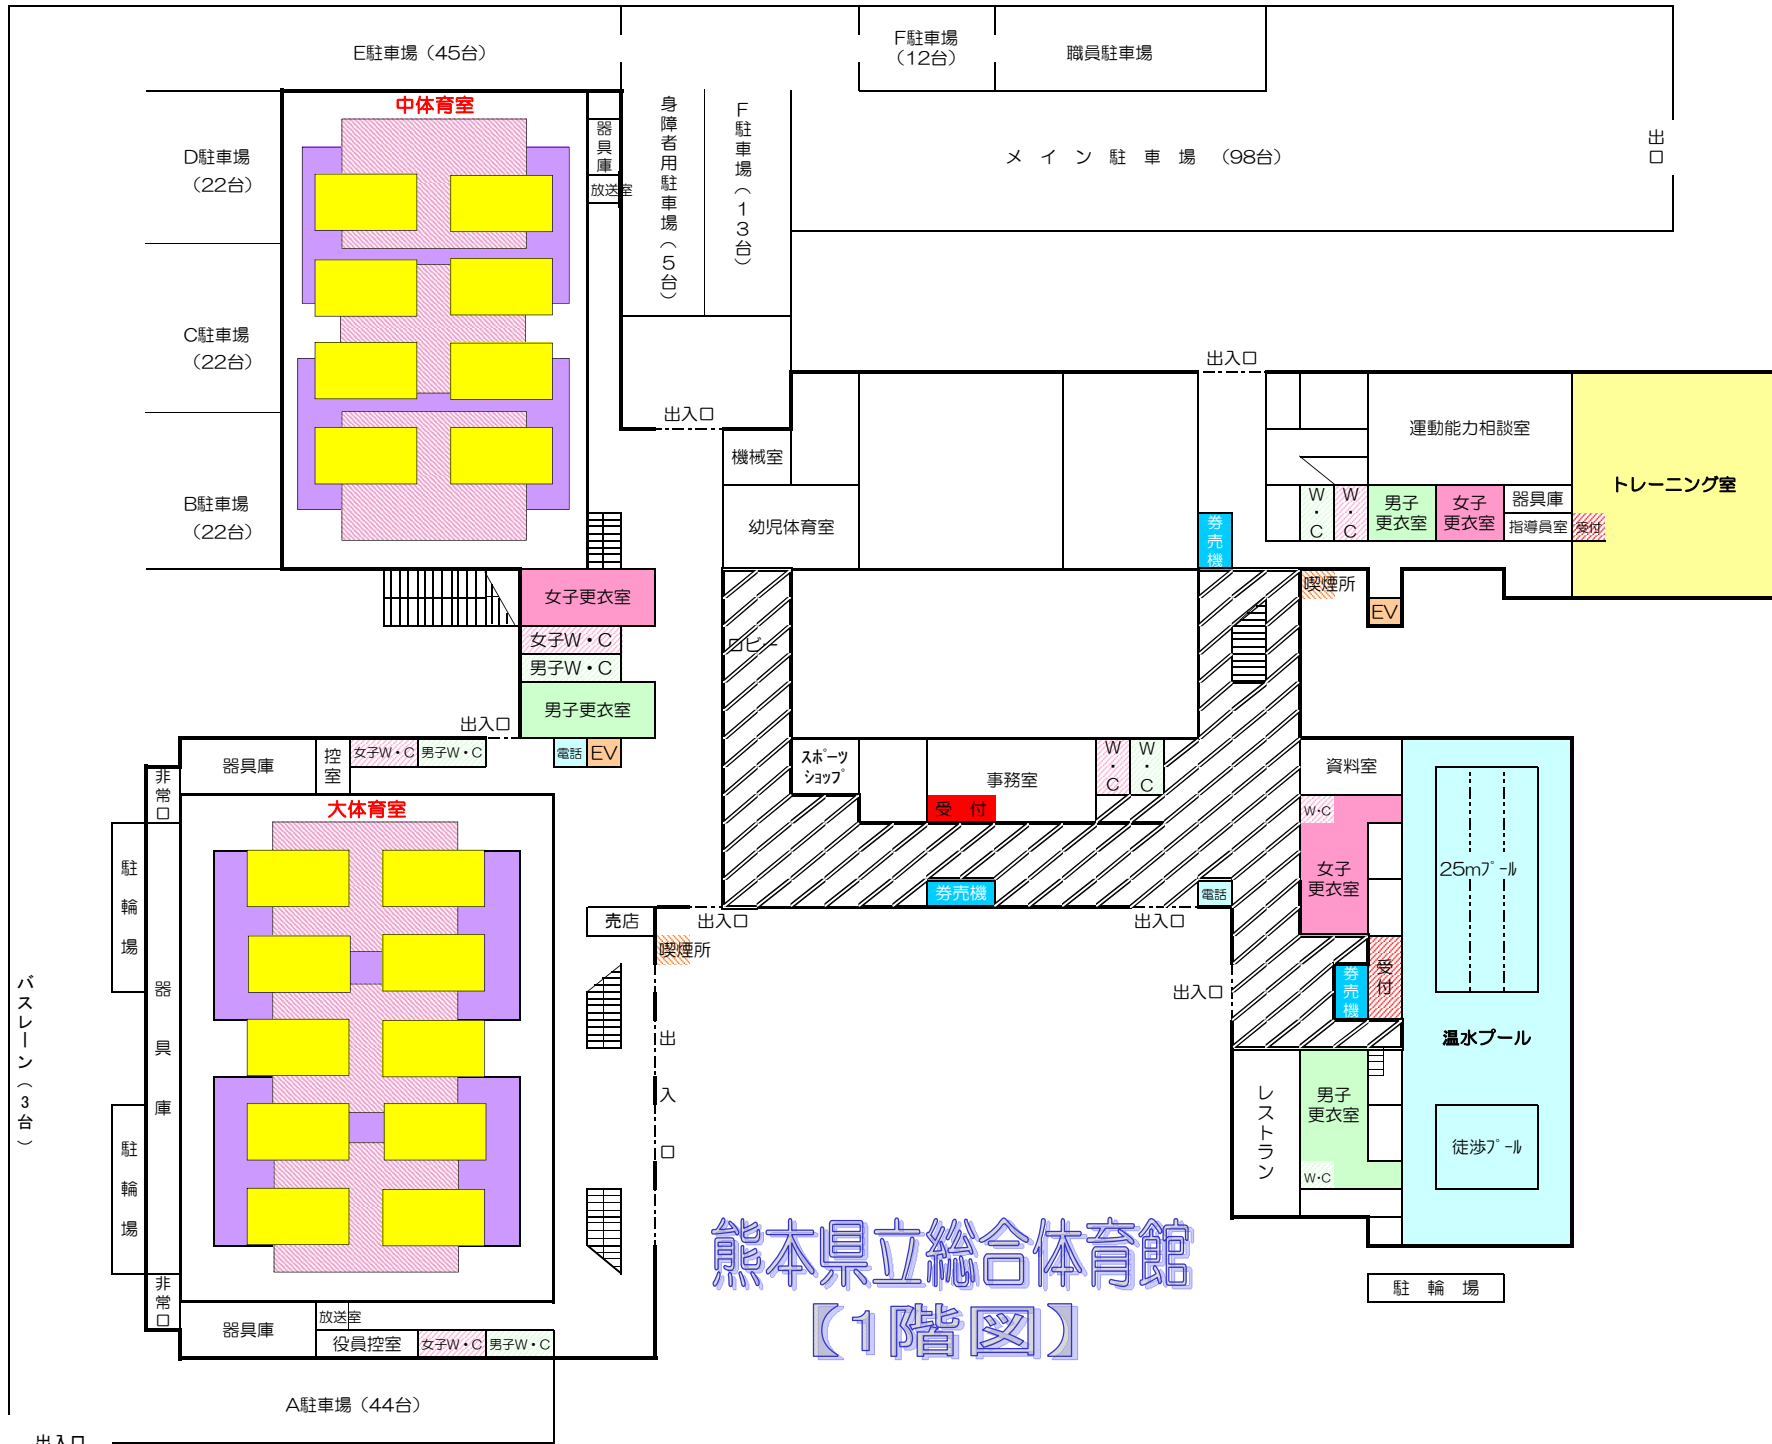 E駐車場（45台）
F駐車場
（12台）
職員駐車場
中体育室
D駐車場
（22台）
C駐車場
（22台）
B駐車場
（22台）
器具庫
放送室
身障者用駐車場（5台）
F駐車場（13台）
メイン駐車場（98台）
出口
出入口
出入口
機械室
幼児体育室
運動能力相談室
トレーニング室
W・C
W・C
男子
更衣室
女子
更衣室
器具庫
指導員室
受付
券売機
喫煙所
EV
女子更衣室
女子W・C
男子W・C
男子更衣室
ロビー
出入口
電話
EV
器具庫
控室
女子W・C
男子W・C
非常口
大体育室
スポーツ
ショップ
事務室
受　付
W・C
W・C
資料室
W・C
女子
更衣室
25mプール
駐輪場
器具庫
券売機
電話
売店
出入口
出入口
喫煙所
出入口
券売機
受付
温水プール
バスレーン（3台）
出入口
レストラン
男子
更衣室
W・C
徒歩プール
駐輪場
非常口
器具庫
放送室
役員控室
女子W・C
男子W・C
熊本県立総合体育館
【1階図】
駐輪場
A駐車場（44台）
出入口